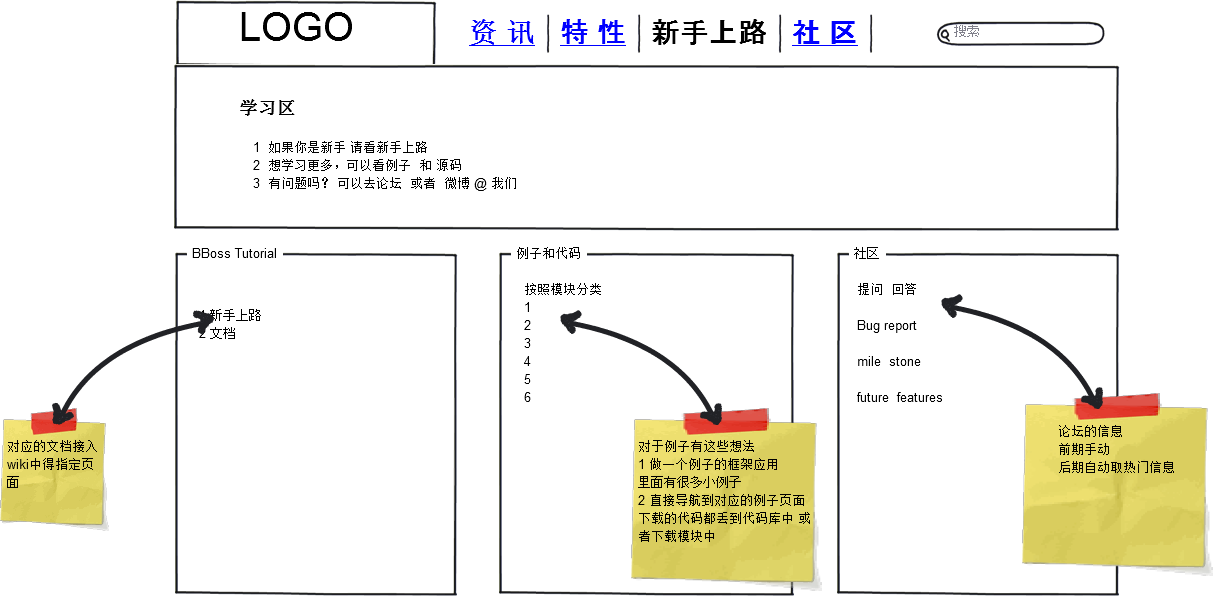 LOGO
资 讯
特 性
新手上路
社 区
搜索
学习区
1 如果你是新手 请看新手上路
2 想学习更多，可以看例子 和 源码
3 有问题吗？ 可以去论坛 或者 微博 @ 我们
BBoss Tutorial
1 新手上路
2 文档
对应的文档接入
wiki中得指定页
面
例子和代码
按照模块分类
1
2
3
4
5
6
对于例子有这些想法
1 做一个例子的框架应用
里面有很多小例子
2 直接导航到对应的例子页面
下载的代码都丢到代码库中 或
者下载模块中
社区
提问 回答
Bug report
mile stone
future features
论坛的信息
前期手动
后期自动取热门信息